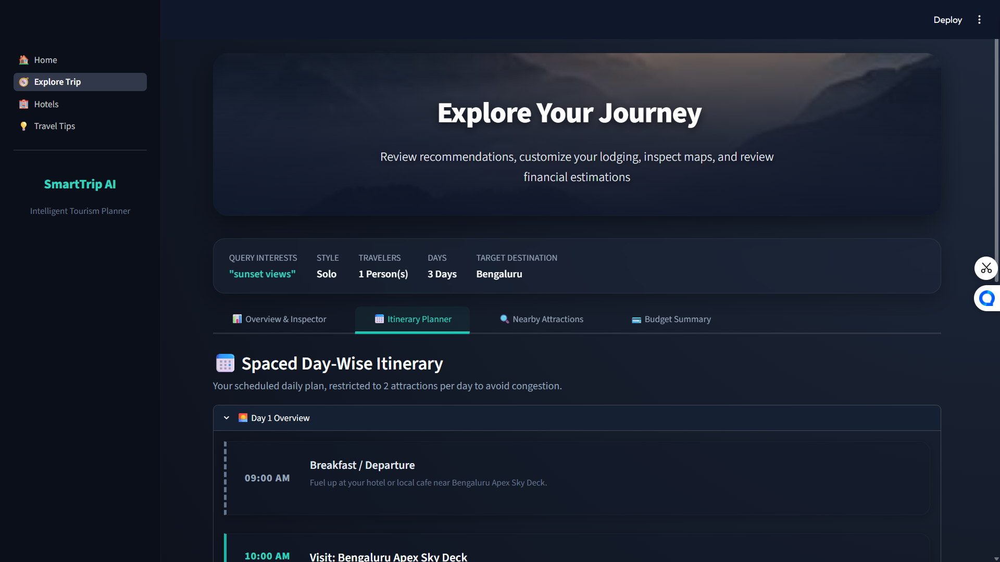 Deploy
Home
Explore Trip
Hotels
Travel Tips
SmartTrip AI
Intelligent Tourism Planner
Explore Your Journey
Review recommendations, customize your lodging, inspect maps, and review
financial estimations
QUERY INTERESTS
"sunset views"
STYLE
Solo
TRAVELERS
1 Person(s)
DAYS
3 Days
TARGET DESTINATION
Bengaluru
Overview & Inspector
Itinerary Planner
Nearby Attractions
Budget Summary
Spaced Day-Wise Itinerary
Your scheduled daily plan, restricted to 2 attractions per day to avoid congestion.
Day 1 Overview
09:00 AM
Breakfast / Departure
Fuel up at your hotel or local cafe near Bengaluru Apex Sky Deck.
10:00 AM
Visit: Bengaluru Apex Sky Deck